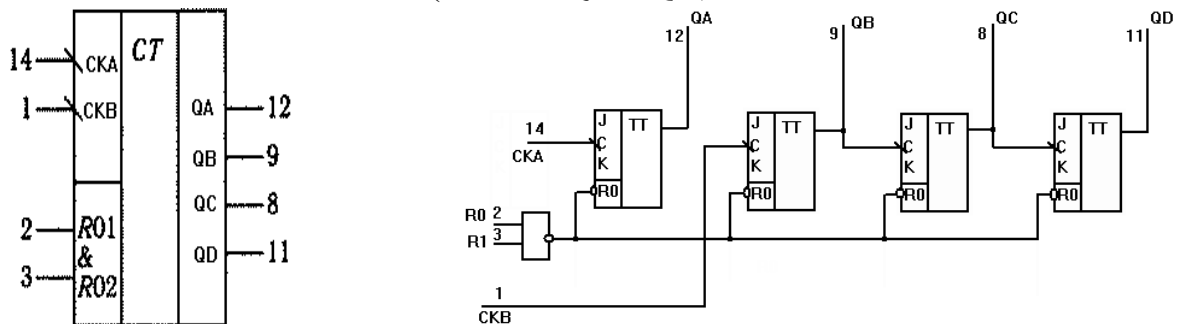 14 CKA CT
1 CKB QA 12
QB 9
QC 8
2 R01 QD 11
&
3 R02
QA QB QC QD
12 9 8 11
J TT J TT J TT J TT
14 C C C C
CKA K K K K
R0 R0 R0 R0
R0 2
R1 3
1
CKB